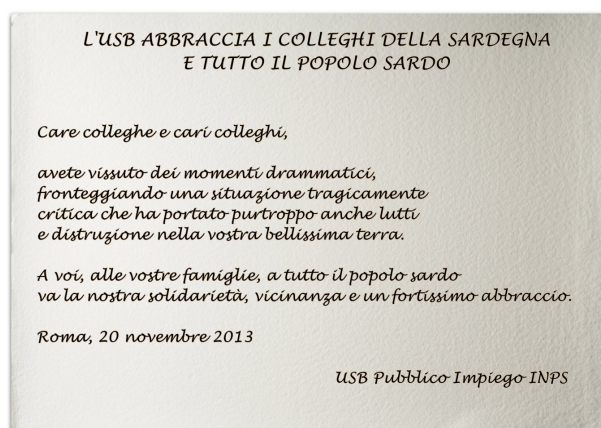 L'USB ABBRACCIA I COLLEGHI DELLA SARDEGNA
E TUTTO IL POPOLO SARDO
Care colleghe e cari colleghi,
avete vissuto dei momenti drammatici,
fronteggiando una situazione tragicamente
critica che ha portato purtroppo anche lutti
e distruzione nella vostra bellissima terra.
A voi, alle vostre famiglie, a tutto il popolo sardo
va la nostra solidarietà, vicinanza e un fortissimo abbraccio.
Roma, 20 novembre 2013
USB Pubblico Impiego INPS